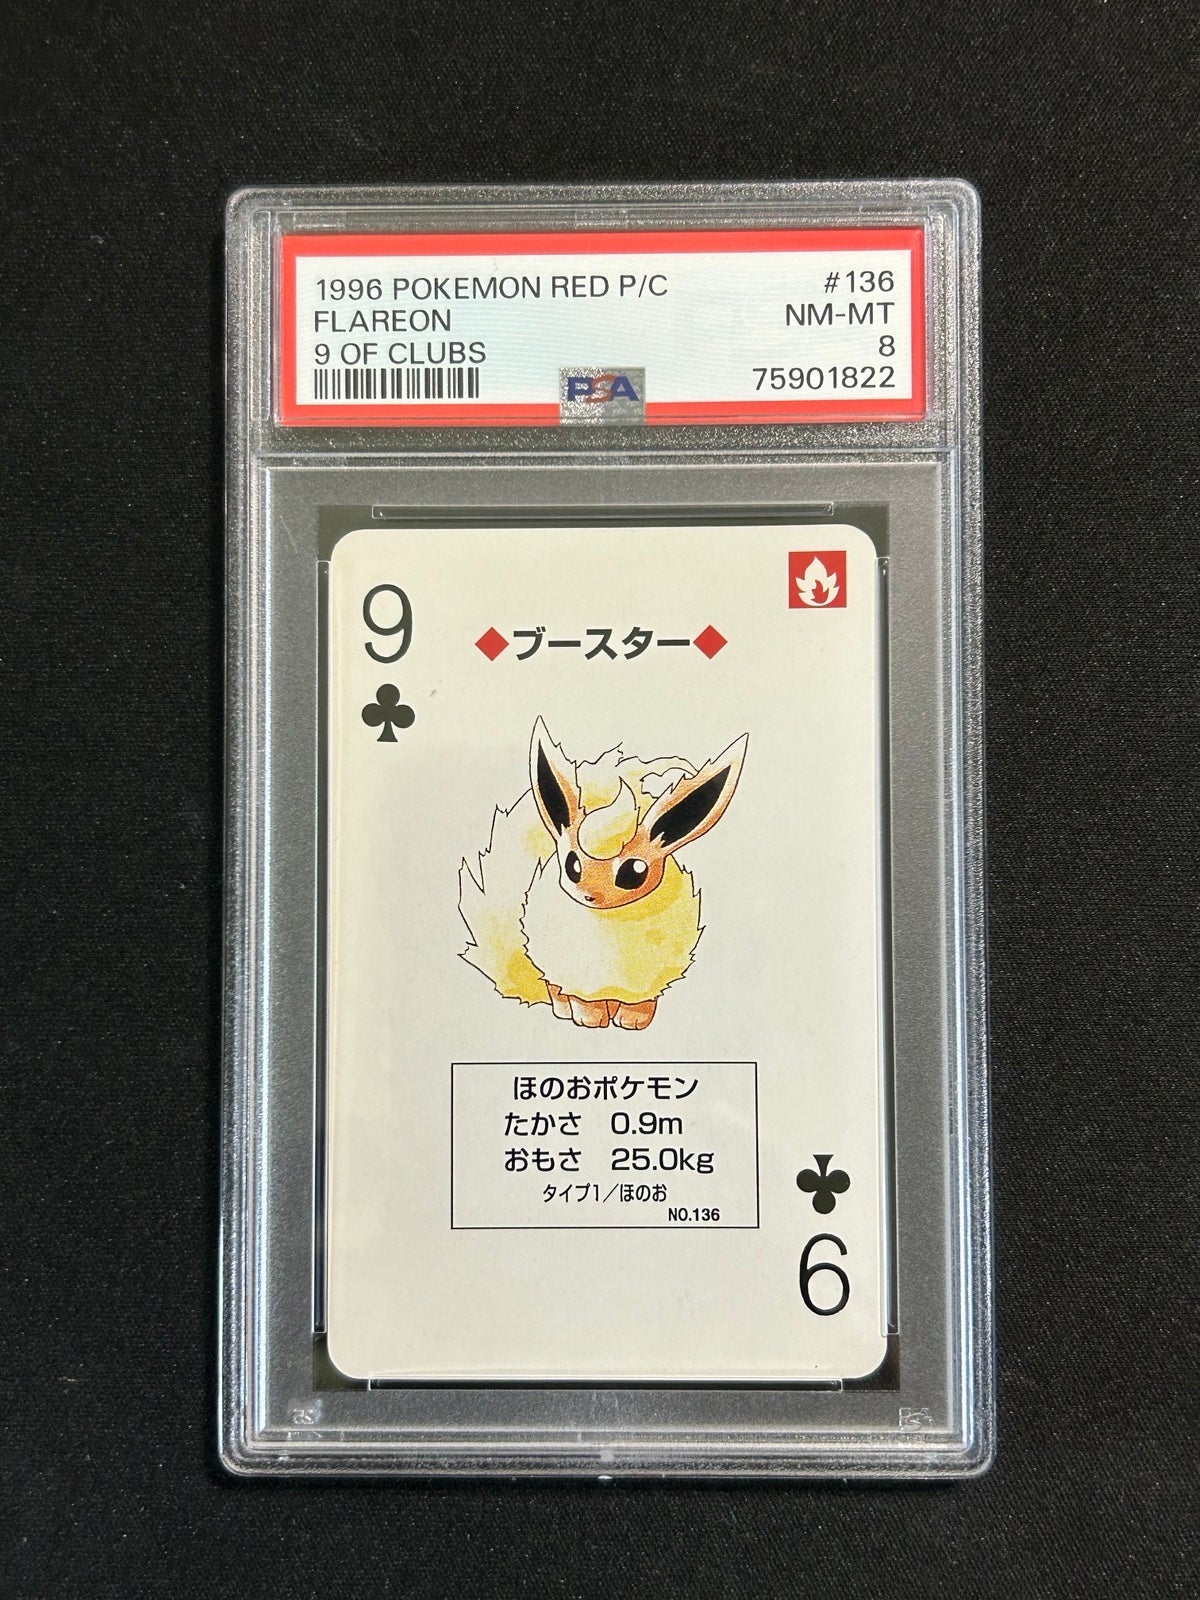 1996 POKEMON RED P/C #136
FLAREON NM-MT
9 OF CLUBS 8
PSA 75901822
9
◆ブースター◆
ほのおポケモン
たかさ 0.9m
おもさ 25.0kg
タイプ1/ほのお
NO.136
9